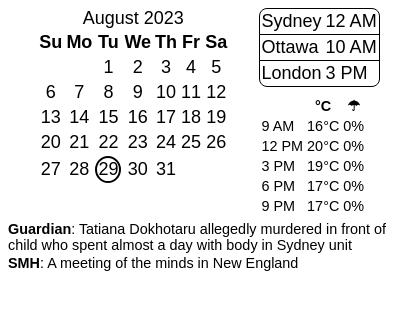 August 2023
Su Mo Tu We Th Fr Sa
1 2 3 4 5
6 7 8 9 10 11 12
13 14 15 16 17 18 19
20 21 22 23 24 25 26
27 28 29 30 31
Sydney 12 AM
Ottawa 10 AM
London 3 PM
°C ☂
9 AM 16°C 0%
12 PM 20°C 0%
3 PM 19°C 0%
6 PM 17°C 0%
9 PM 17°C 0%
Guardian: Tatiana Dokhotaru allegedly murdered in front of
child who spent almost a day with body in Sydney unit
SMH: A meeting of the minds in New England